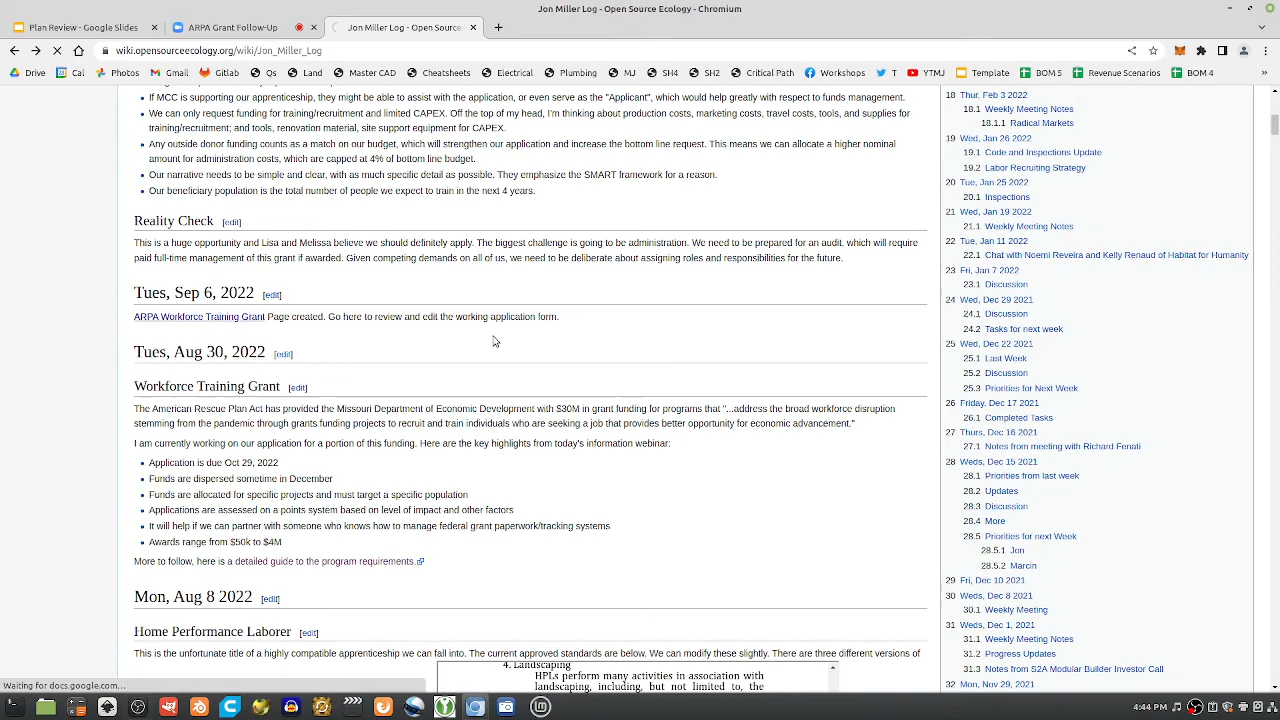 Jon Miller Log - Open Source Ecology - Chromium
Plan Review - Google Slides
ARPA Grant Follow-Up
Jon Miller Log - Open Source
wiki.opensourceecology.org/wiki/Jon_Miller_Log
Drive
Cal
Photos
Gmail
Gitlab
Qs
Land
Master CAD
Cheatsheets
Electrical
Plumbing
MJ
SH4
SH2
Critical Path
Workshops
T
YTMJ
Template
BOM 5
Revenue Scenarios
BOM 4
If MCC is supporting our apprenticeship, they might be able to assist with the application, or even serve as the "Applicant", which would help greatly with respect to funds management.
We can only request funding for training/recruitment and limited CAPEX. Off the top of my head, I'm thinking about production costs, marketing costs, travel costs, tools, and supplies for
training/recruitment; and tools, renovation material, site support equipment for CAPEX.
Any outside donor funding counts as a match on our budget, which will strengthen our application and increase the bottom line request. This means we can allocate a higher nominal
amount for administration costs, which are capped at 4% of bottom line budget.
Our narrative needs to be simple and clear, with as much specific detail as possible. They emphasize the SMART framework for a reason.
Our beneficiary population is the total number of people we expect to train in the next 4 years.
Reality Check [edit]
This is a huge opportunity and Lisa and Melissa believe we should definitely apply. The biggest challenge is going to be administration. We need to be prepared for an audit, which will require
paid full-time management of this grant if awarded. Given competing demands on all of us, we need to be deliberate about assigning roles and responsibilities for the future.
Tues, Sep 6, 2022 [edit]
ARPA Workforce Training Grant Page created. Go here to review and edit the working application form.
Tues, Aug 30, 2022 [edit]
Workforce Training Grant [edit]
The American Rescue Plan Act has provided the Missouri Department of Economic Development with $30M in grant funding for programs that "...address the broad workforce disruption
stemming from the pandemic through grant-funded projects to recruit and train individuals who are seeking a job that provides better opportunity for economic advancement."
I am currently working on our application for a portion of this funding. Here are the key highlights from today's information webinar:
Application is due Oct 29, 2022
Funds are dispersed sometime in December
Funds are allocated for specific projects and must target a specific population
Applications are assessed on a points system based on level of impact and other factors
It will help if we can partner with someone who knows how to manage federal grant paperwork/tracking systems
Awards range from $50k to $4M
More to follow, here is a detailed guide to the program requirements.
Mon, Aug 8 2022 [edit]
Home Performance Laborer [edit]
This is the unfortunate title of a highly compatible apprenticeship we can fall into. The current approved standards are below. We can modify these slightly. There are three different versions of
4. Landscaping
HPLs perform many activities in association with
landscaping, including, but not limited to, the
18 Thur, Feb 3 2022
18.1 Weekly Meeting Notes
18.1.1 Radical Markets
19 Wed, Jan 26 2022
19.1 Code and Inspections Update
19.2 Labor Recruiting Strategy
20 Tue, Jan 25 2022
20.1 Inspections
21 Wed, Jan 19 2022
21.1 Weekly Meeting Notes
22 Tue, Jan 11 2022
22.1 Chat with Noemi Reveira and Kelly Renaud of Habitat for Humanity
23 Fri, Jan 7 2022
23.1 Discussion
24 Wed, Dec 29 2021
24.1 Discussion
24.2 Tasks for next week
25 Wed, Dec 22 2021
25.1 Last Week
25.2 Discussion
25.3 Priorities for Next Week
26 Friday, Dec 17 2021
26.1 Completed Tasks
27 Thurs, Dec 16 2021
27.1 Notes from meeting with Richard Fenati
28 Weds, Dec 15 2021
28.1 Priorities from last week
28.2 Updates
28.3 Discussion
28.4 More
28.5 Priorities for next Week
28.5.1 Jon
28.5.2 Marcin
29 Fri, Dec 10 2021
30 Weds, Dec 8 2021
30.1 Weekly Meeting
31 Weds, Dec 1, 2021
31.1 Weekly Meeting Notes
31.2 Progress Updates
31.3 Notes from S2A Modular Builder Investor Call
32 Mon, Nov 29, 2021
Waiting for docs.google.com...
4:44 PM